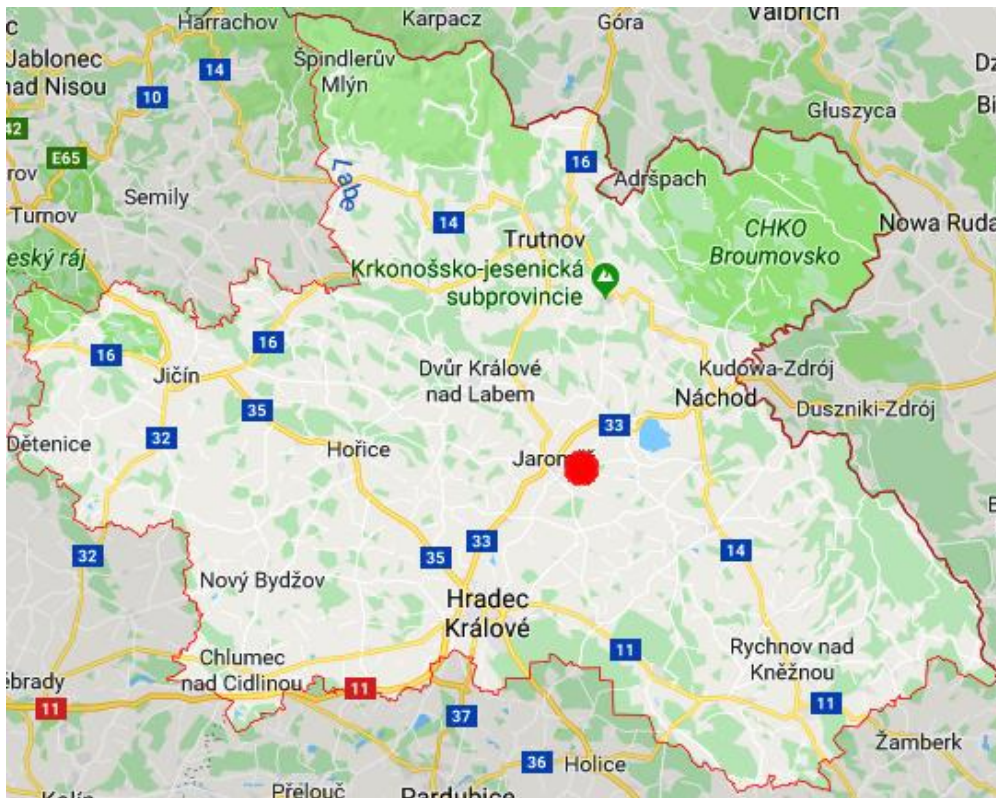 Karpacz
Góra
Wałbrich
Harrachov
Jablonec
nad Nisou
Špindlerův
Mlýn
14
10
Głuszyca
42
E65
16
rov
Labe
Adršpach
Semily
Turnov
14
Trutnov
CHKO
Broumovsko
Nowa Ruda
eský ráj
Krkonošsko-jesenická
subprovincie
16
16
Jičín
Dvůr Králové
nad Labem
Kudowa-Zdrój
Náchod
Duszniki-Zdrój
35
33
32
Dětenice
Hořice
33
14
32
35
Nový Bydžov
Hradec
Králové
11
Rychnov nad
Kněžnou
Chlumec
nad Cidlinou
ěbrady
11
11
11
37
Žamberk
36
Holice
Přelouč